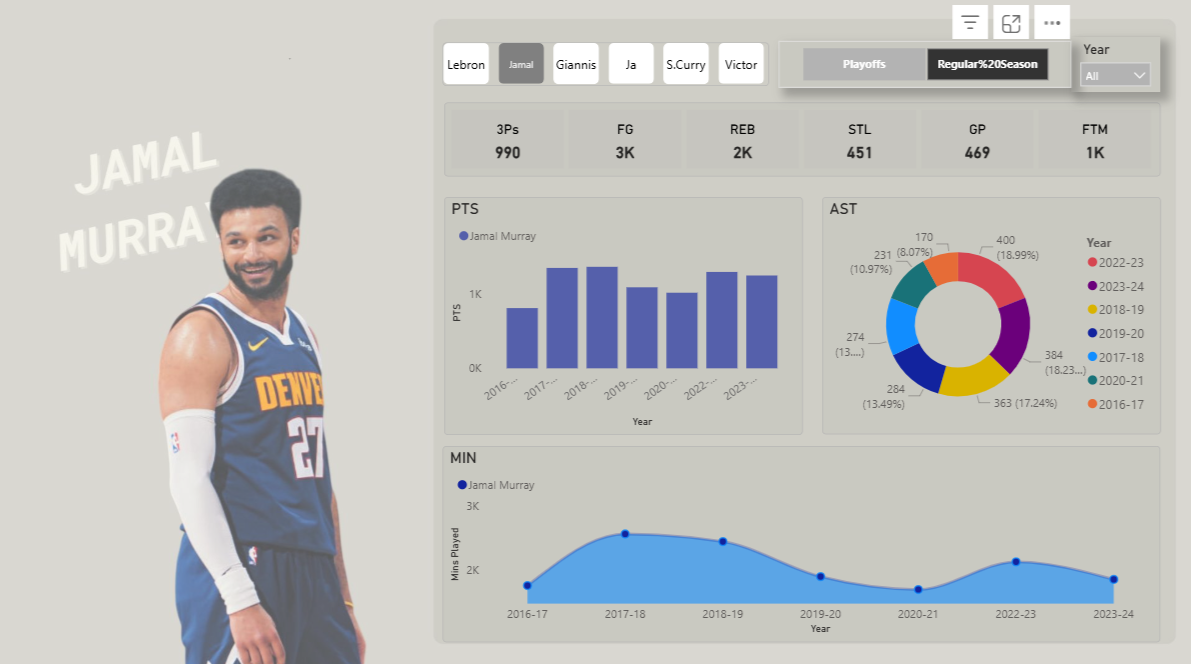 JAMAL
MURRAY
DENVE
27
Lebron
Jamal
Giannis
Ja
S.Curry
Victor
Playoffs
Regular%20Season
Year
All
3Ps
990
FG
3K
REB
2K
STL
451
GP
469
FTM
1K
PTS
Jamal Murray
PTS
1K
0K
2016-...
2017-...
2018-...
2019-...
2020-...
2022-...
2023-...
Year
AST
400
(18.99%)
384
(18.23...)
363 (17.24%)
284
(13.49%)
274
(13....)
231
(10.97%)
170
(8.07%)
Year
2022-23
2023-24
2018-19
2019-20
2017-18
2020-21
2016-17
MIN
Jamal Murray
Mins Played
3K
2K
2016-17
2017-18
2018-19
2019-20
2020-21
2022-23
2023-24
Year